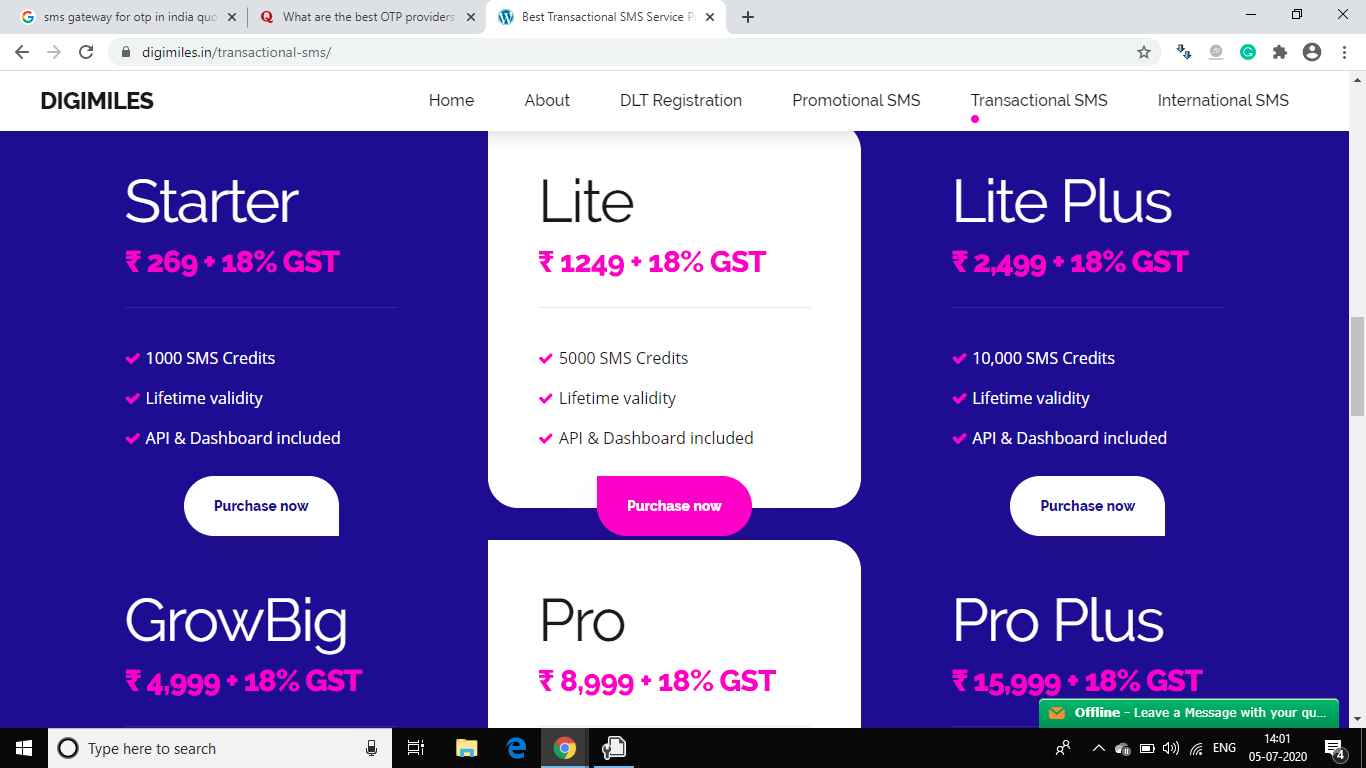 sms gateway for otp in india quo
What are the best OTP providers
Best Transactional SMS Service P
digimiles.in/transactional-sms/
DIGIMILES
Home About DLT Registration Promotional SMS Transactional SMS International SMS
Starter
₹ 269 + 18% GST
1000 SMS Credits
Lifetime validity
API & Dashboard included
Purchase now
Lite
₹ 1249 + 18% GST
5000 SMS Credits
Lifetime validity
API & Dashboard included
Purchase now
Lite Plus
₹ 2,499 + 18% GST
10,000 SMS Credits
Lifetime validity
API & Dashboard included
Purchase now
GrowBig
₹ 4,999 + 18% GST
Pro
₹ 8,999 + 18% GST
Pro Plus
₹ 15,999 + 18% GST
Offline - Leave a Message with your qu...
Type here to search
ENG
14:01
05-07-2020
4